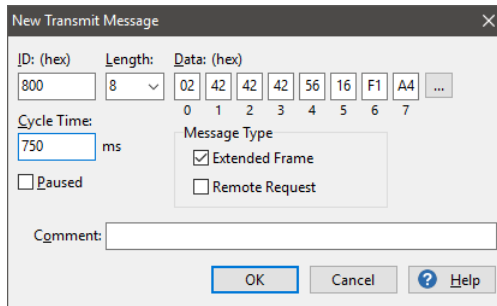 New Transmit Message
ID: (hex) Length: Data: (hex)
800 8 02 42 42 42 56 16 F1 A4 ...
0 1 2 3 4 5 6 7
Cycle Time:
Message Type
750 ms
Extended Frame
Paused
Remote Request
Comment:
OK Cancel ? Help